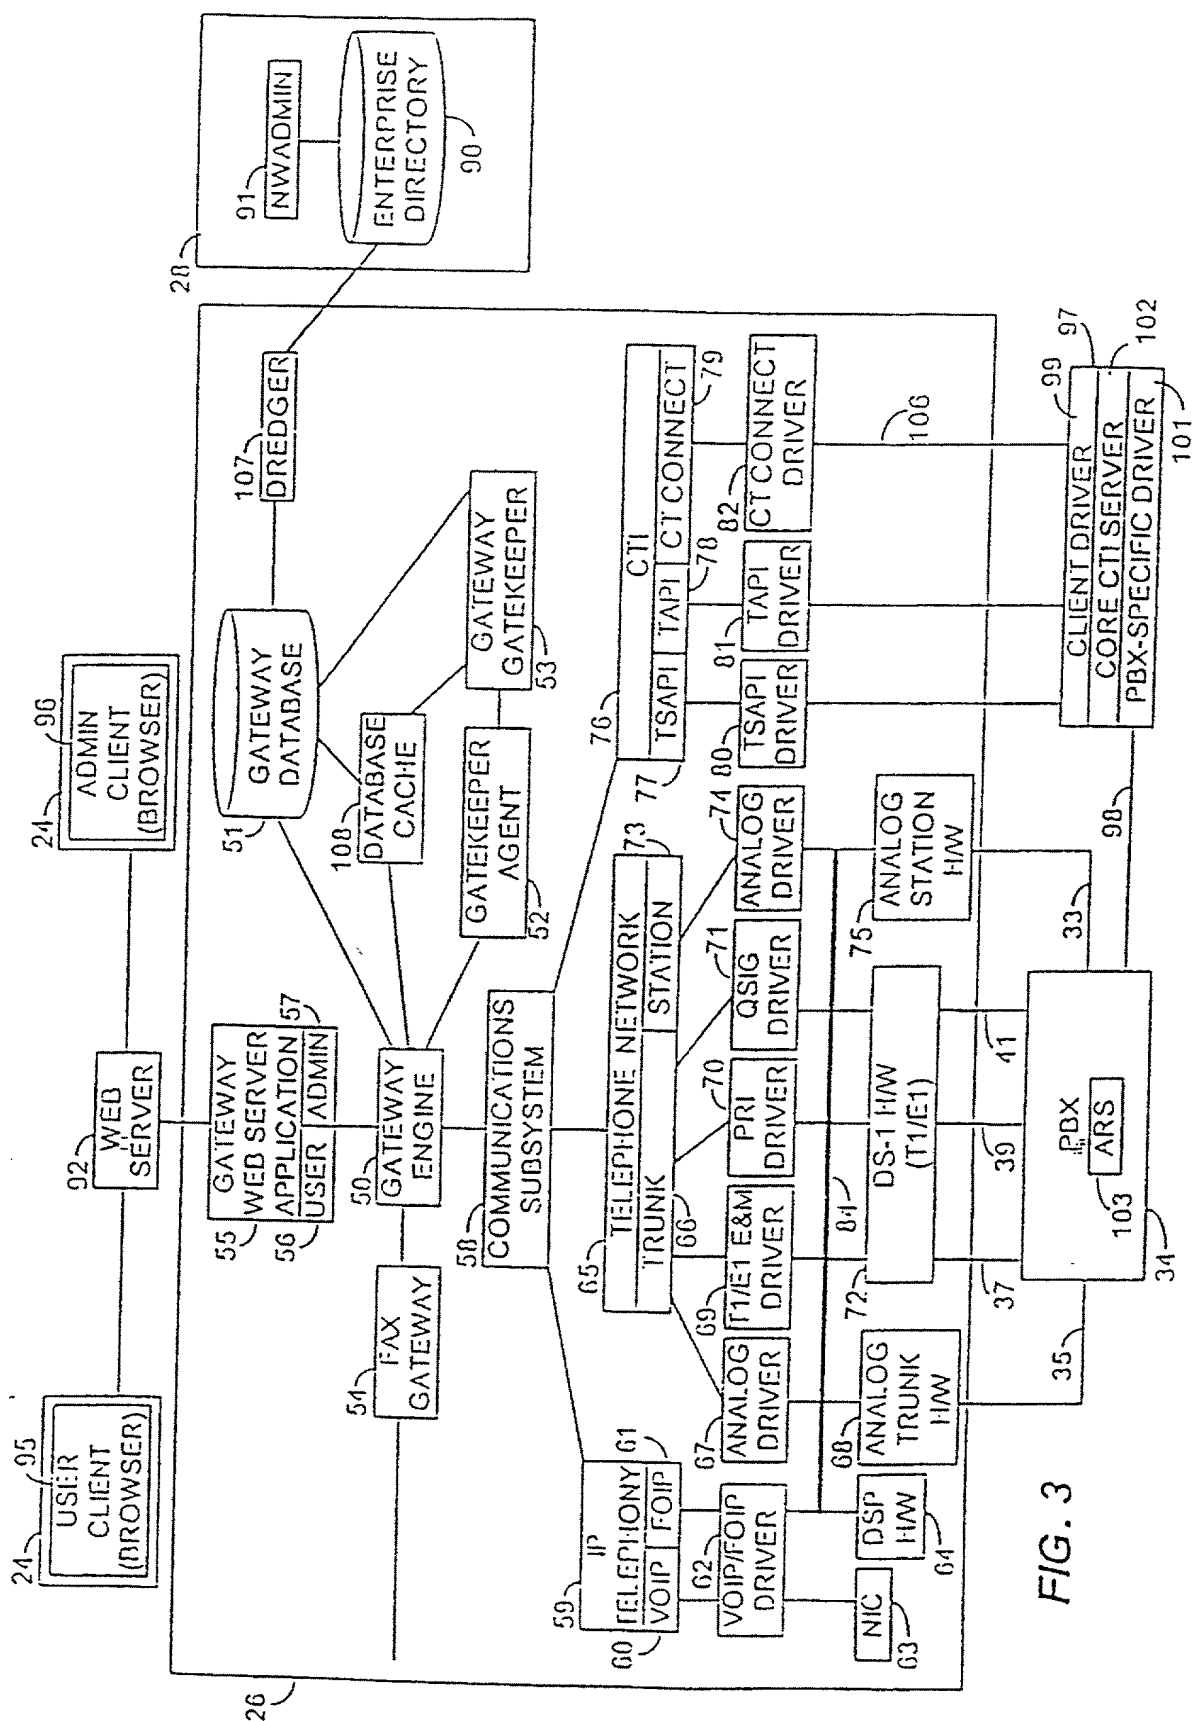 24
95
USER
CLIENT
(BROWSER)
92
WEB
SERVER
24
96
ADMIN
CLIENT
(BROWSER)
26
28
91
NWADMIN
ENTERPRISE
DIRECTORY
90
107
DREDGER
55
GATEWAY
WEB SERVER
APPLICATION
56
USER
ADMIN
57
51
GATEWAY
DATABASE
108
DATABASE
CACHE
54
FAX
GATEWAY
50
GATEWAY
ENGINE
GATEKEEPER
AGENT
52
GATEWAY
GATEKEEPER
53
58
COMMUNICATIONS
SUBSYSTEM
59
IP
TELEPHONY
60
VOIP
FOIP
61
65
TELEPHONE NETWORK
TRUNK
66
STATION
73
76
CTI
77
TSAPI
TAPI
78
CT CONNECT
79
62
VOIP/FOIP
DRIVER
67
ANALOG
DRIVER
69
T1/E1 E&M
DRIVER
70
PRI
DRIVER
71
QSIG
DRIVER
74
ANALOG
DRIVER
80
TSAPI
DRIVER
81
TAPI
DRIVER
82
CT CONNECT
DRIVER
84
NIC
63
DSP
H/W
64
68
ANALOG
TRUNK
H/W
72
DS-1 H/W
(T1/E1)
75
ANALOG
STATION
H/W
106
35
37
39
41
33
98
34
PBX
ARS
103
CLIENT DRIVER
99
97
CORE CTI SERVER
102
PBX-SPECIFIC DRIVER
101
FIG. 3